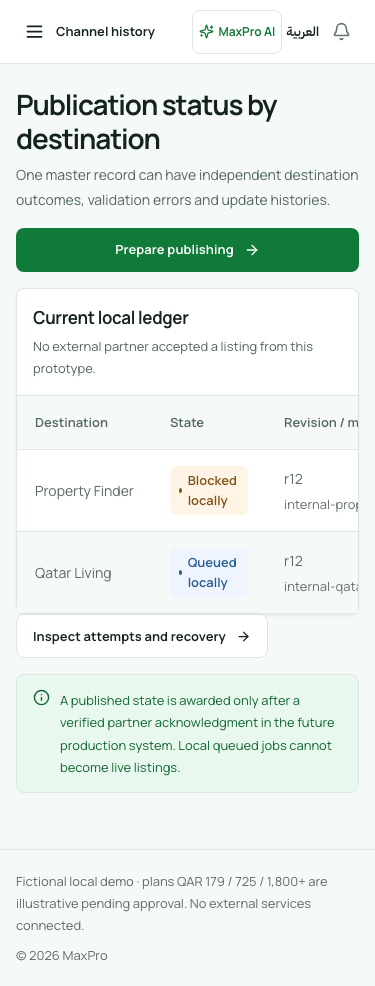 Channel history
MaxPro AI
العربية
Publication status by
destination
One master record can have independent destination
outcomes, validation errors and update histories.
Prepare publishing
Current local ledger
No external partner accepted a listing from this
prototype.
Destination State Revision / m
Property Finder Blocked locally r12
internal-prop
Qatar Living Queued locally r12
internal-qata
Inspect attempts and recovery
A published state is awarded only after a
verified partner acknowledgment in the future
production system. Local queued jobs cannot
become live listings.
Fictional local demo · plans QAR 179 / 725 / 1,800+ are
illustrative pending approval. No external services
connected.
© 2026 MaxPro